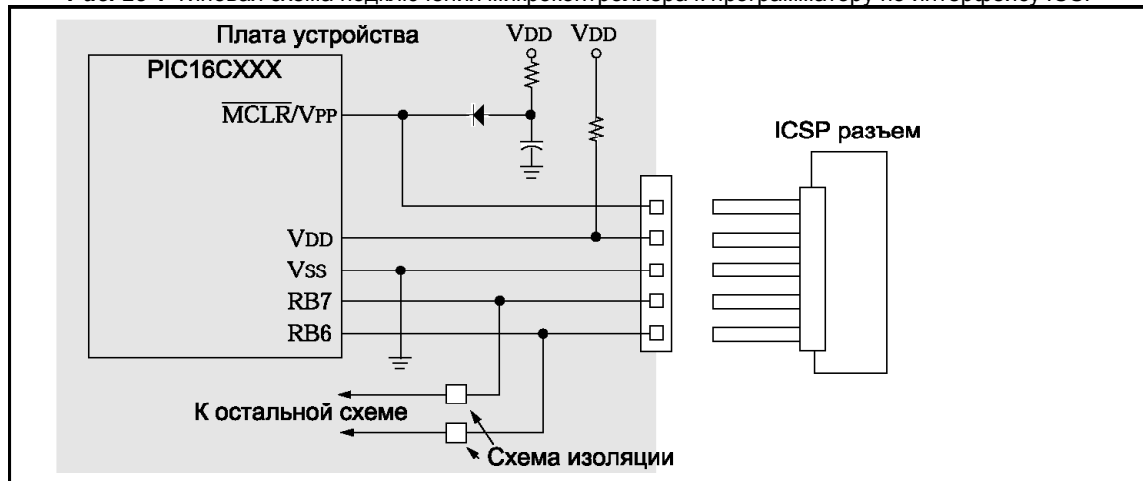 Плата устройства
VDD VDD
PIC16CXXX
MCLR/VPP
ICSP разъем
VDD
VSS
RB7
RB6
К остальной схеме
Схема изоляции